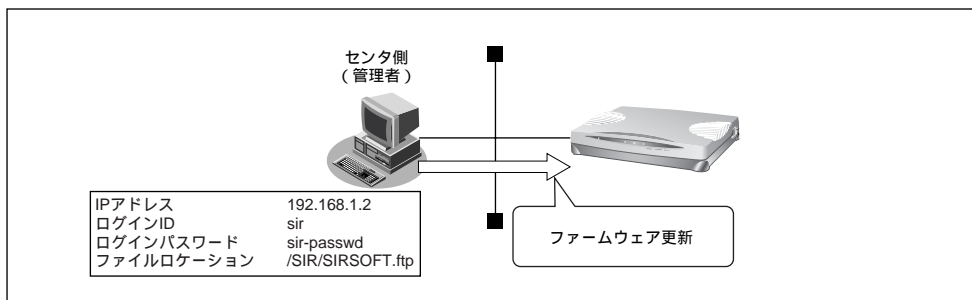 センタ側
（管理者）
IPアドレス 192.168.1.2
ログインID sir
ログインパスワード sir-passwd
ファイルロケーション /SIR/SIRSOFT.ftp
ファームウェア更新